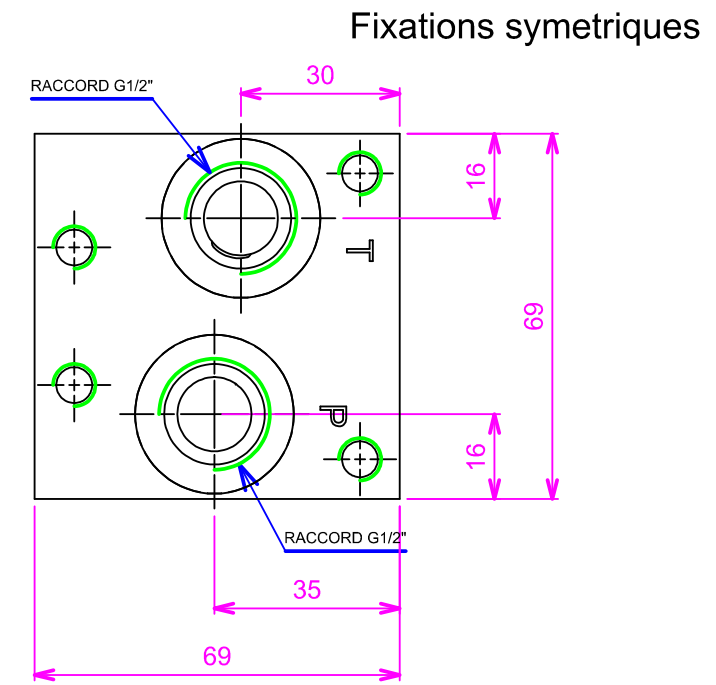 Fixations symetriques
30
RACCORD G1/2"
16
T
69
P
16
RACCORD G1/2"
35
69